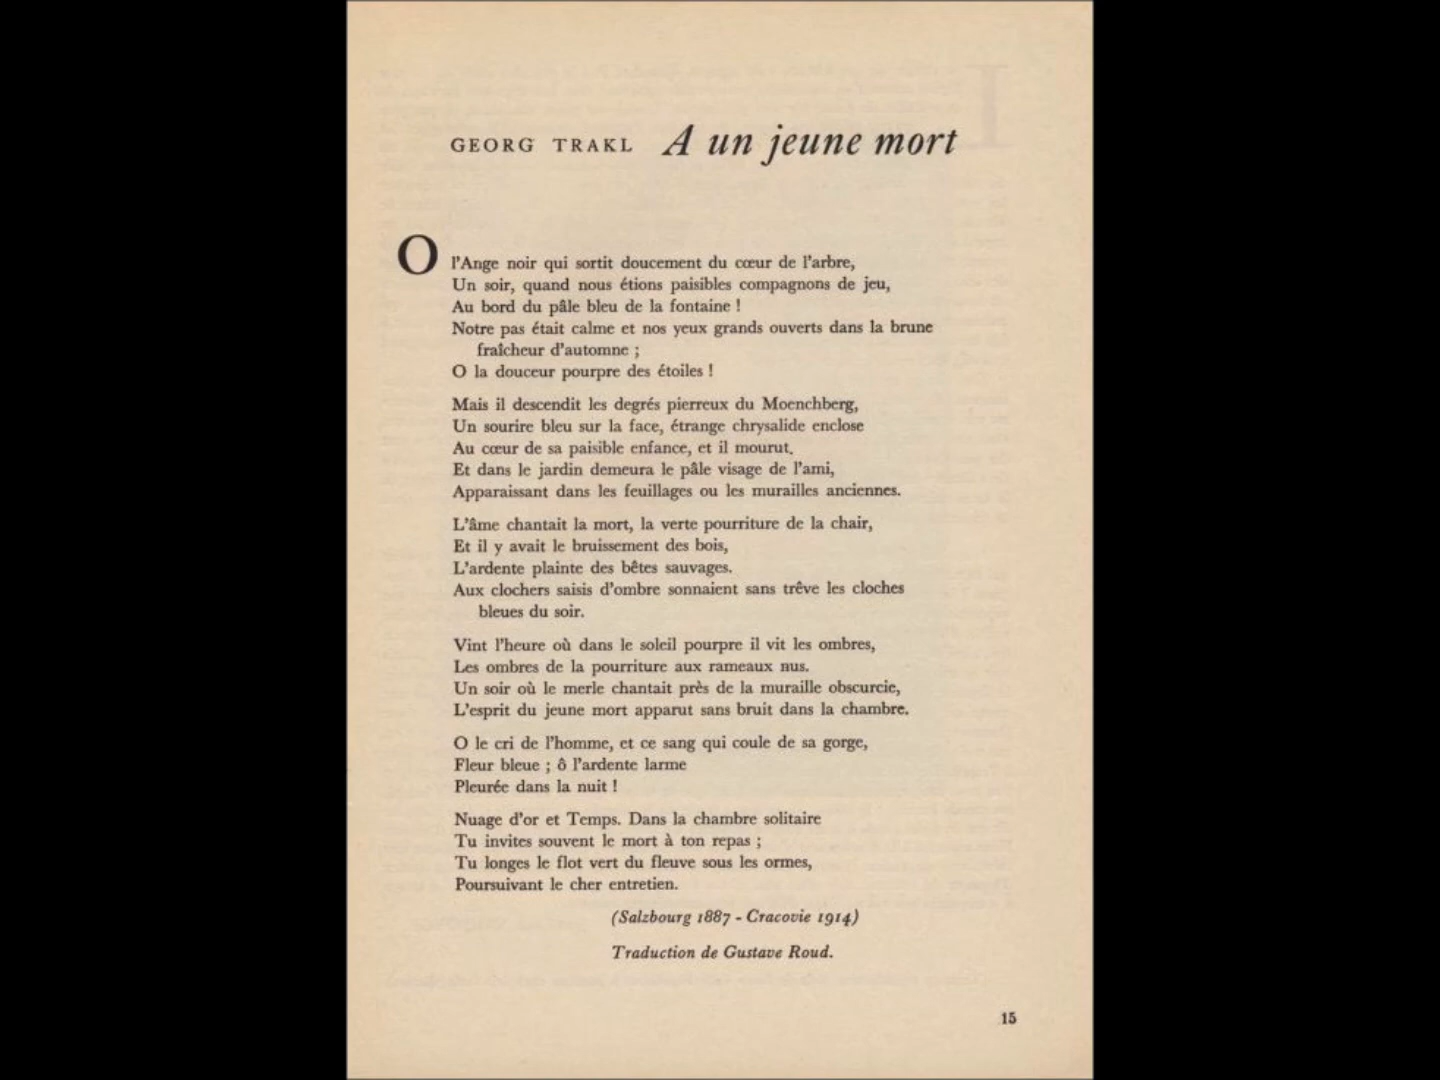 GEORG TRAKL A un jeune mort
O l'Ange noir qui sortit doucement du cœur de l'arbre,
Un soir, quand nous étions paisibles compagnons de jeu,
Au bord du pâle bleu de la fontaine !
Notre pas était calme et nos yeux grands ouverts dans la brune
fraîcheur d'automne ;
O la douceur pourpre des étoiles !
Mais il descendit les degrés pierreux du Moenchberg,
Un sourire bleu sur la face, étrange chrysalide enclose
Au cœur de sa paisible enfance, et il mourut.
Et dans le jardin demeura le pâle visage de l'ami,
Apparaissant dans les feuillages ou les murailles anciennes.
L'âme chantait la mort, la verte pourriture de la chair,
Et il y avait le bruissement des bois,
L'ardente plainte des bêtes sauvages.
Aux clochers saisis d'ombre sonnaient sans trêve les cloches
bleues du soir.
Vint l'heure où dans le soleil pourpre il vit les ombres,
Les ombres de la pourriture aux rameaux nus.
Un soir où le merle chantait près de la muraille obscurcie,
L'esprit du jeune mort apparut sans bruit dans la chambre.
O le cri de l'homme, et ce sang qui coule de sa gorge,
Fleur bleue ; ô l'ardente larme
Pleurée dans la nuit !
Nuage d'or et Temps. Dans la chambre solitaire
Tu invites souvent le mort à ton repas ;
Tu longes le flot vert du fleuve sous les ormes,
Poursuivant le cher entretien.
(Salzbourg 1887 - Cracovie 1914)
Traduction de Gustave Roud.
15